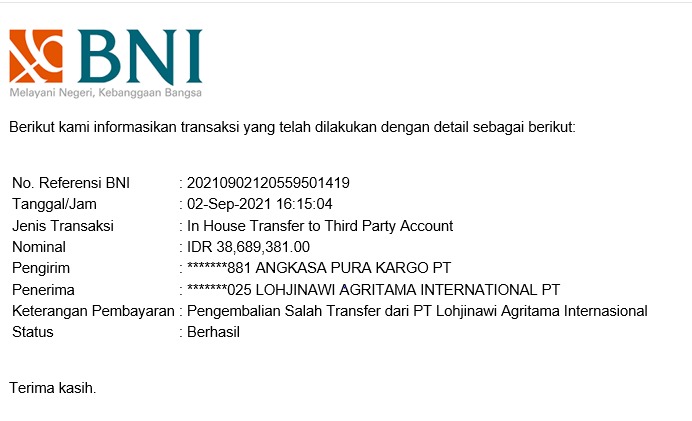 BNI
Melayani Negeri, Kebanggaan Bangsa
Berikut kami informasikan transaksi yang telah dilakukan dengan detail sebagai berikut:
No. Referensi BNI : 20210902120559501419
Tanggal/Jam : 02-Sep-2021 16:15:04
Jenis Transaksi : In House Transfer to Third Party Account
Nominal : IDR 38,689,381.00
Pengirim : *******881 ANGKASA PURA KARGO PT
Penerima : *******025 LOHJINAWI AGRITAMA INTERNATIONAL PT
Keterangan Pembayaran : Pengembalian Salah Transfer dari PT Lohjinawi Agritama Internasional
Status : Berhasil
Terima kasih.